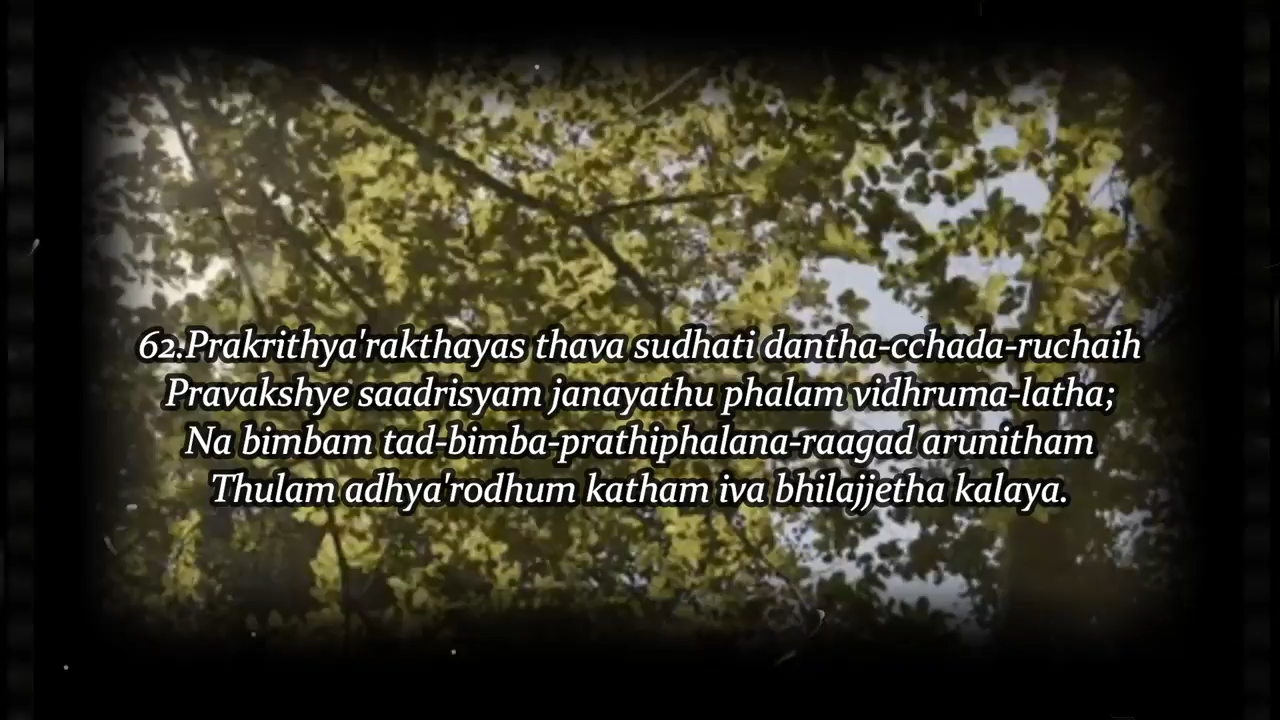 62.Prakrithya'rakthayas thava sudhati dantha-cchada-ruchaih
Pravakshye saadrisyam janayathu phalam vidhruma-latha;
Na bimbam tad-bimba-prathiphalana-raagad arunitham
Thulam adhya'rodhum katham iva bhilajjetha kalaya.